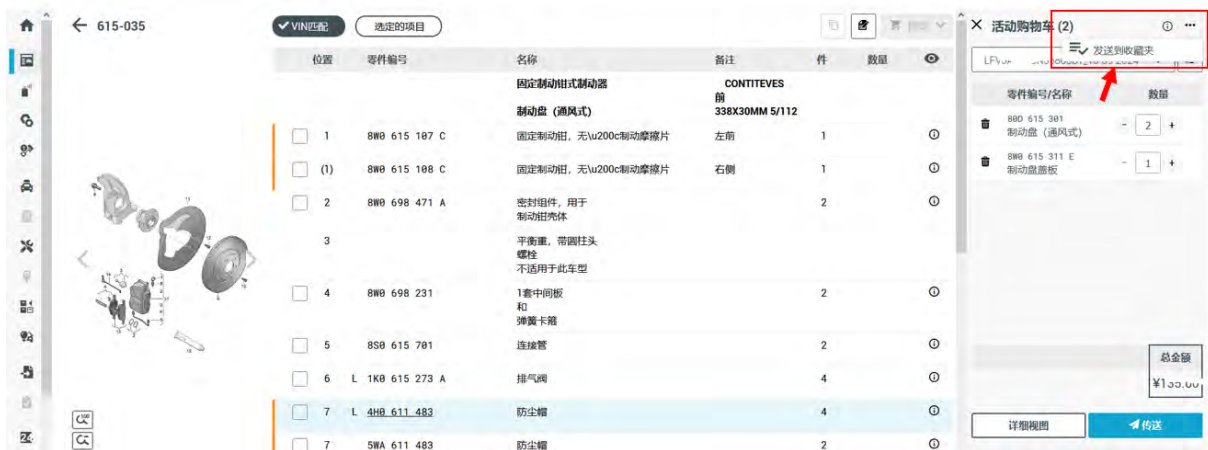 615-035
VIN匹配
选定的项目
位置 零件编号 名称 备注 件 数量
固定制动钳式制动器 CONTITEVES
前
制动盘（通风式） 338X30MM 5/112
1 8W0 615 107 C 固定制动钳，无\u200c制动摩擦片 左前 1
(1) 8W0 615 108 C 固定制动钳，无\u200c制动摩擦片 右侧 1
2 8W0 698 471 A 密封组件，用于 2
制动钳壳体
3 平衡重，带圆柱头
螺栓
不适用于此车型
4 8W0 698 231 1套中间板 2
和
弹簧卡箍
5 8S0 615 701 连接管 2
6 L 1K0 615 273 A 排气阀 4
7 L 4H0 611 483 防尘帽 4
7 5WA 611 483 防尘帽 2
活动购物车 (2)
发送到收藏夹
零件编号/名称 数量
80D 615 301
制动盘（通风式） - 2 +
8W0 615 311 E
制动盘盖板 - 1 +
总金额
¥135.00
详细视图
传送